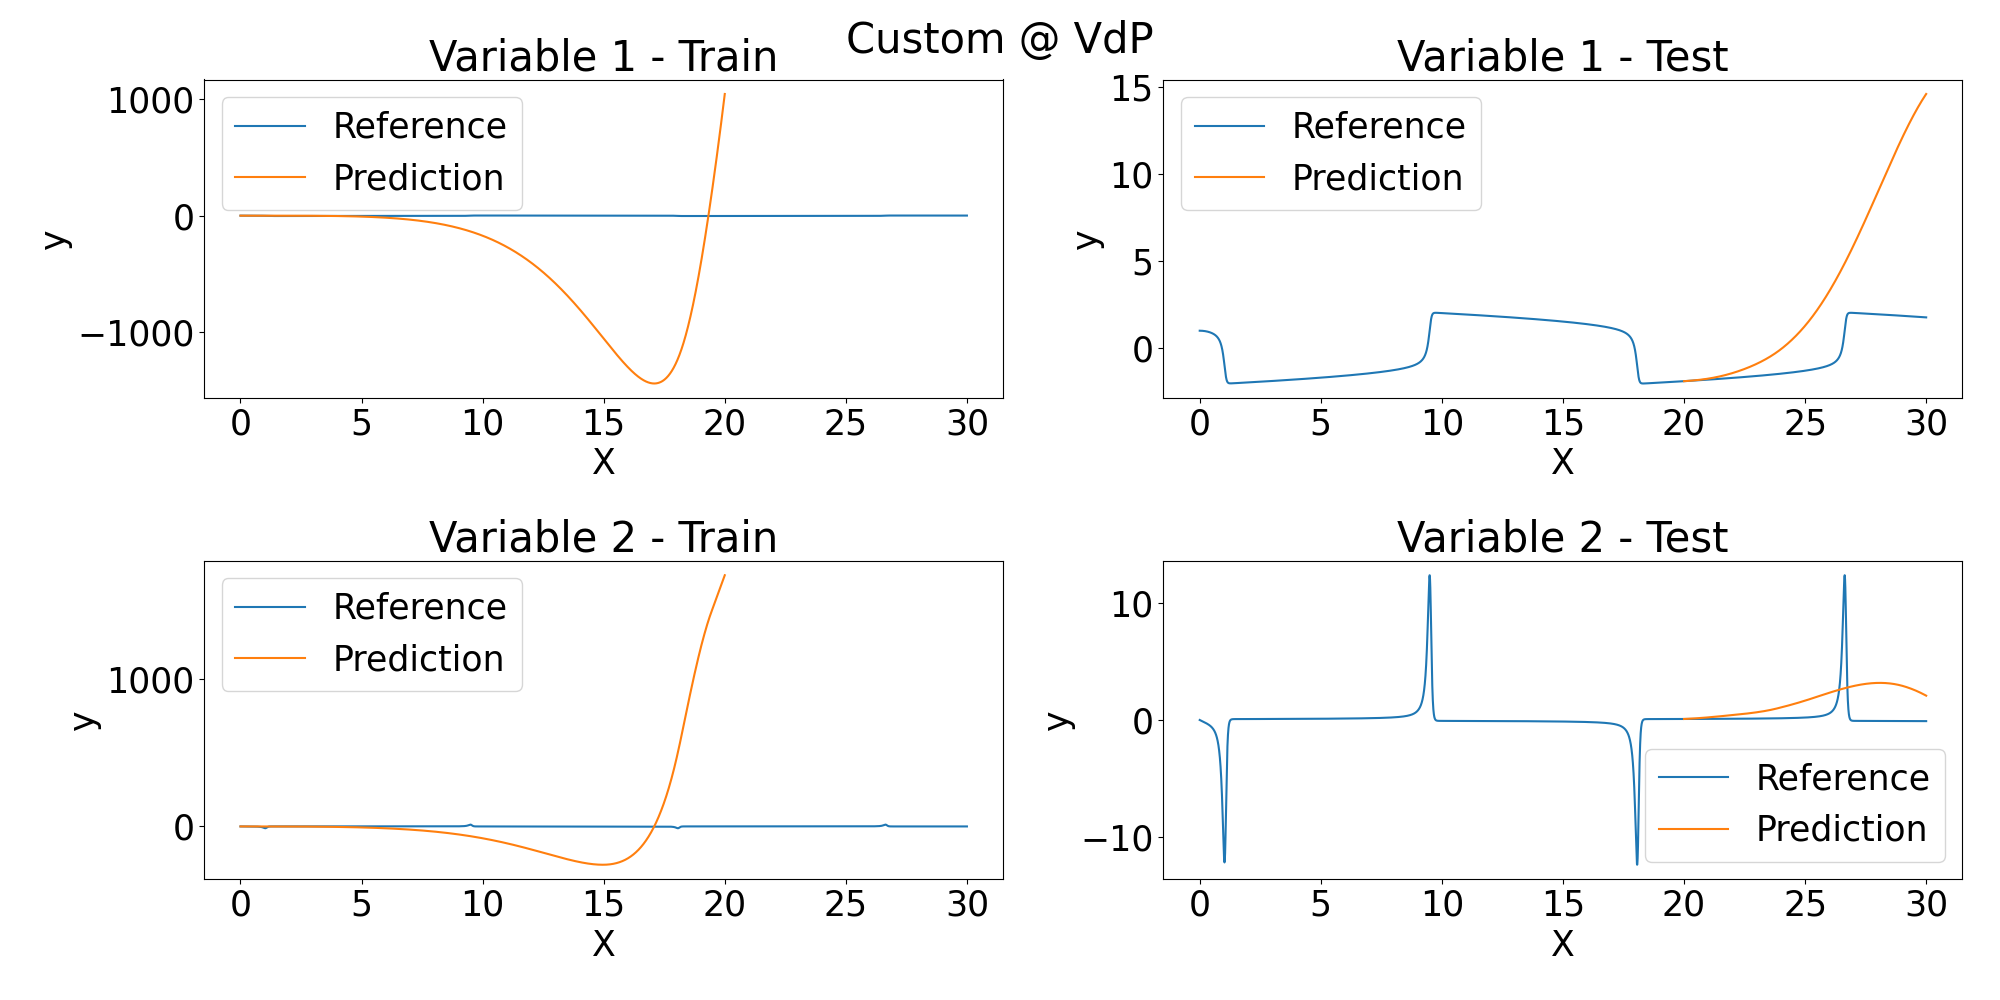 Custom @ VdP
Variable 1 - Train
1000
0
−1000
y
Reference
Prediction
0 5 10 15 20 25 30
X
Variable 1 - Test
15
10
5
0
y
Reference
Prediction
0 5 10 15 20 25 30
X
Variable 2 - Train
1000
0
y
Reference
Prediction
0 5 10 15 20 25 30
X
Variable 2 - Test
10
0
−10
y
Reference
Prediction
0 5 10 15 20 25 30
X